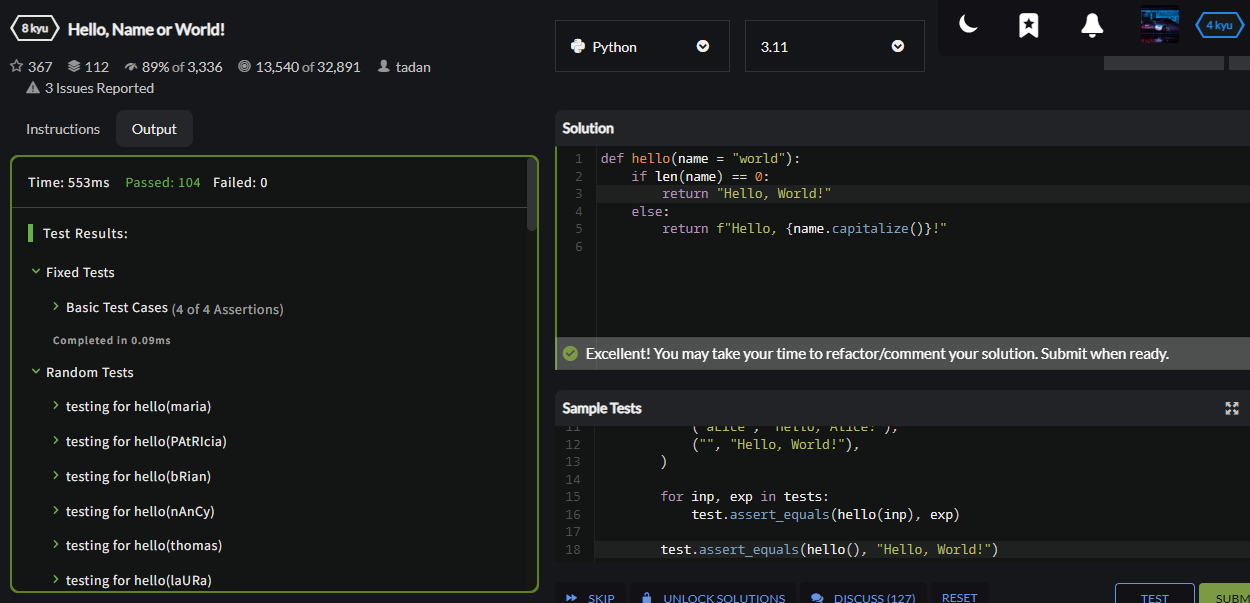 8 kyu Hello, Name or World!
367 112 89% of 3,336 13,540 of 32,891 tadan
3 Issues Reported
Python
3.11
4 kyu
Instructions Output
Time: 553ms Passed: 104 Failed: 0
Test Results:
Fixed Tests
Basic Test Cases (4 of 4 Assertions)
Completed in 0.09ms
Random Tests
testing for hello(maria)
testing for hello(PAtRIcia)
testing for hello(bRian)
testing for hello(nAnCy)
testing for hello(thomas)
testing for hello(laURa)
Solution
1 def hello(name = "world"):
2 if len(name) == 0:
3 return "Hello, World!"
4 else:
5 return f"Hello, {name.capitalize()}!"
6
Excellent! You may take your time to refactor/comment your solution. Submit when ready.
Sample Tests
11 ("aLice", "Hello, Alice!"),
12 ("", "Hello, World!"),
13 )
14
15 for inp, exp in tests:
16 test.assert_equals(hello(inp), exp)
17
18 test.assert_equals(hello(), "Hello, World!")
SKIP UNLOCK SOLUTIONS DISCUSS (127) RESET TEST SUBM